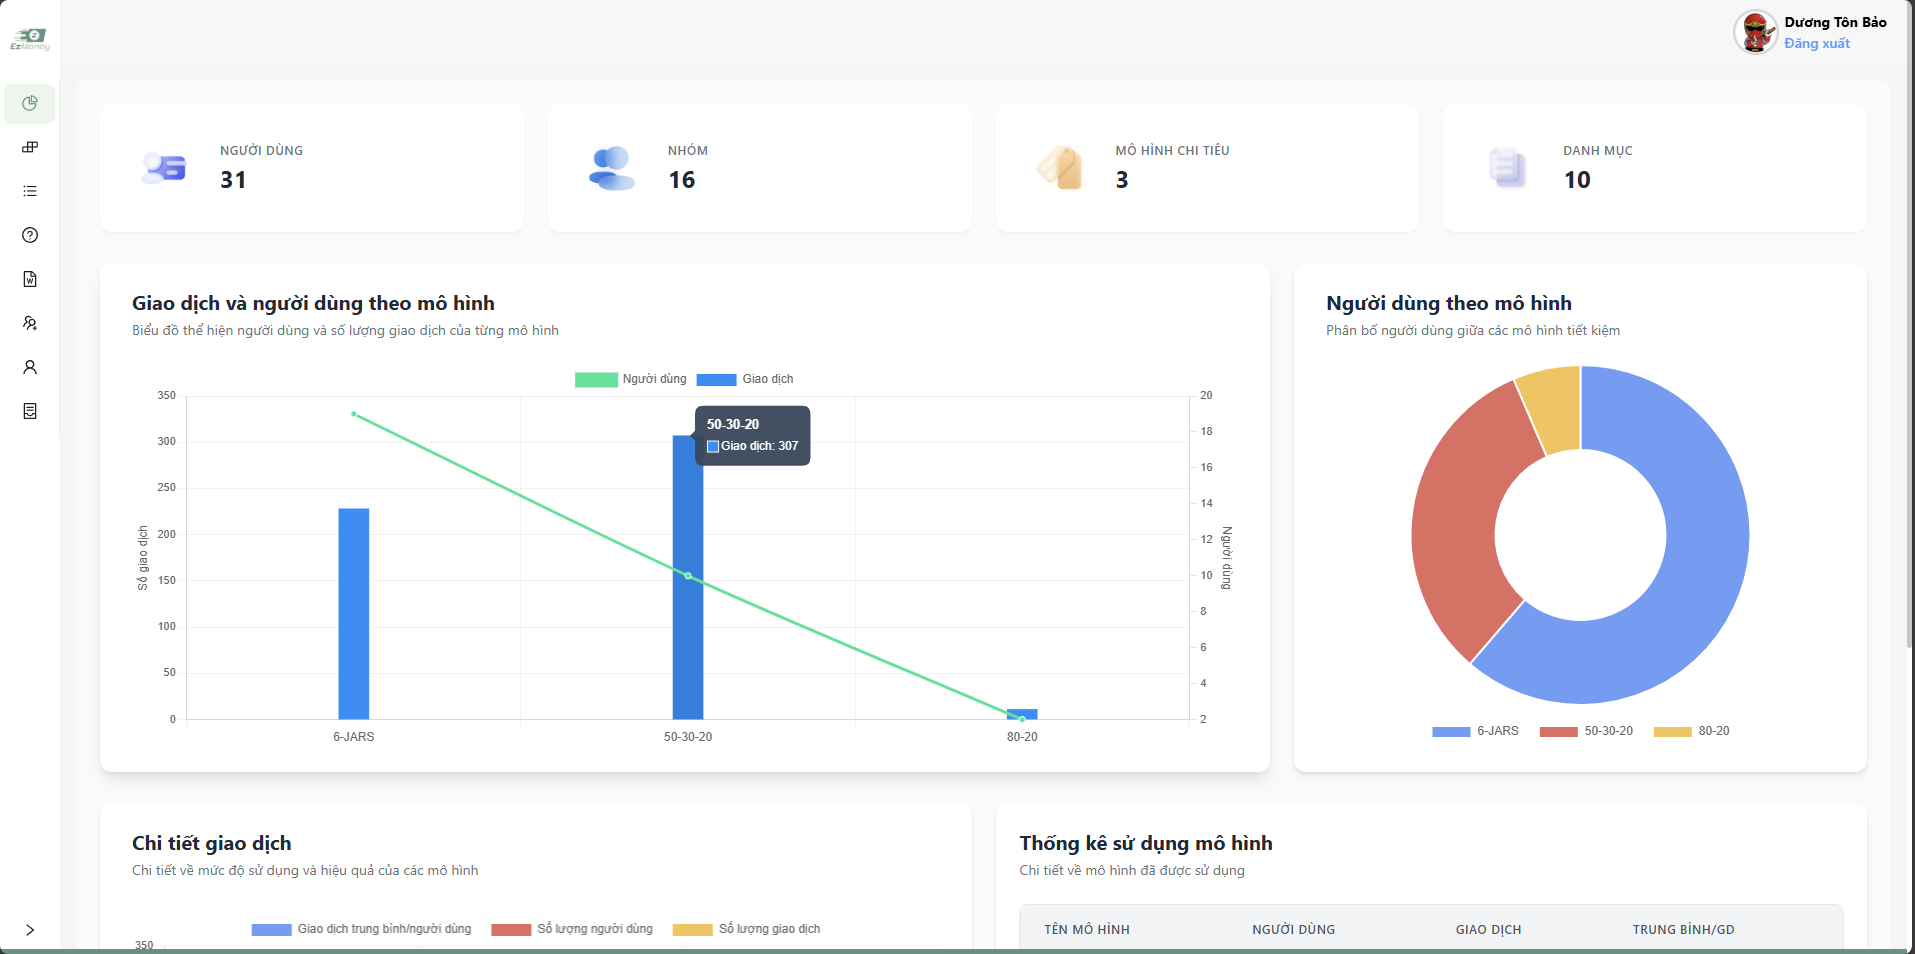 EzMoney
Dương Tôn Bảo
Đăng xuất
NGƯỜI DÙNG
31
NHÓM
16
MÔ HÌNH CHI TIÊU
3
DANH MỤC
10
Giao dịch và người dùng theo mô hình
Biểu đồ thể hiện người dùng và số lượng giao dịch của từng mô hình
Người dùng
Giao dịch
350
300
250
200
150
100
50
0
Số giao dịch
50-30-20
Giao dịch: 307
20
18
16
14
12
10
8
6
4
2
Người dùng
6-JARS
50-30-20
80-20
Người dùng theo mô hình
Phân bố người dùng giữa các mô hình tiết kiệm
6-JARS
50-30-20
80-20
Chi tiết giao dịch
Chi tiết về mức độ sử dụng và hiệu quả của các mô hình
Giao dịch trung bình/người dùng
Số lượng người dùng
Số lượng giao dịch
350
Thống kê sử dụng mô hình
Chi tiết về mô hình đã được sử dụng
TÊN MÔ HÌNH
NGƯỜI DÙNG
GIAO DỊCH
TRUNG BÌNH/GD